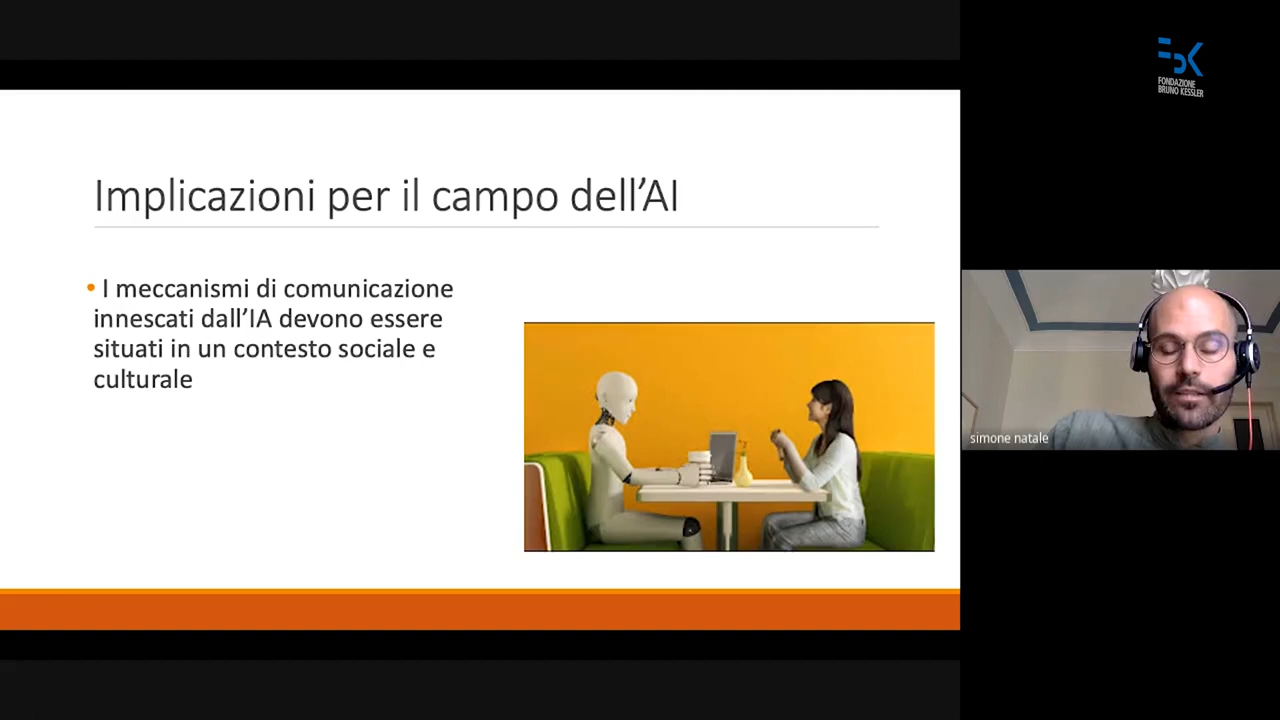 Implicazioni per il campo dell’AI
• I meccanismi di comunicazione
innescati dall’IA devono essere
situati in un contesto sociale e
culturale
FONDAZIONE
BRUNO KESSLER
simone natale